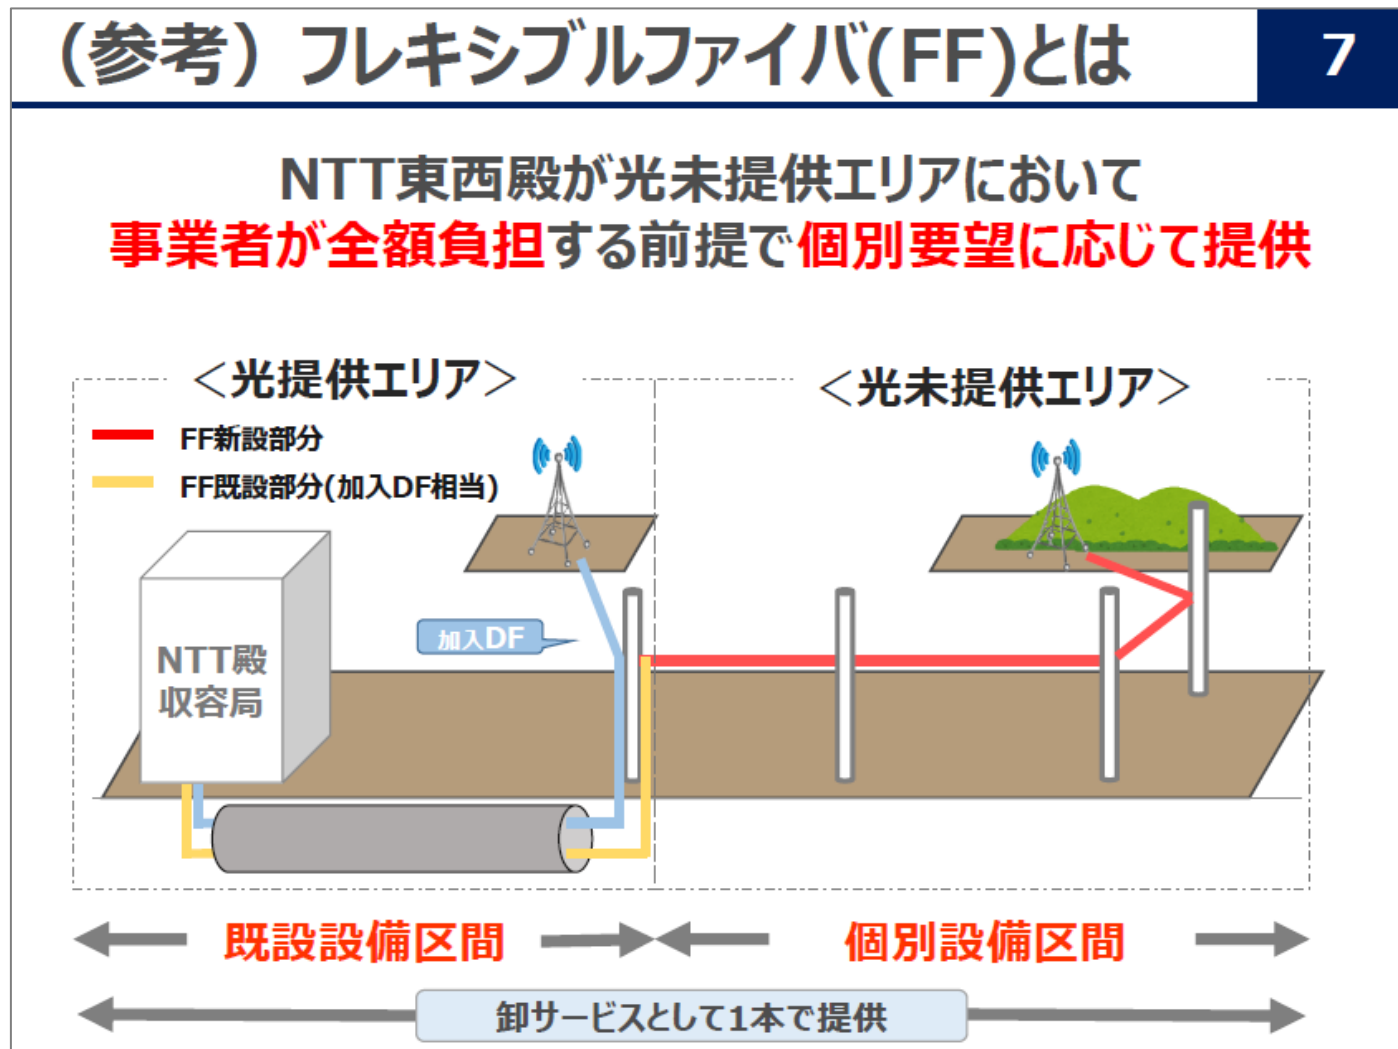 （参考）フレキシブルファイバ(FF)とは
7
NTT東西殿が光未提供エリアにおいて
事業者が全額負担する前提で個別要望に応じて提供
＜光提供エリア＞
＜光未提供エリア＞
FF新設部分
FF既設部分(加入DF相当)
加入DF
NTT殿
収容局
既設設備区間
個別設備区間
卸サービスとして1本で提供